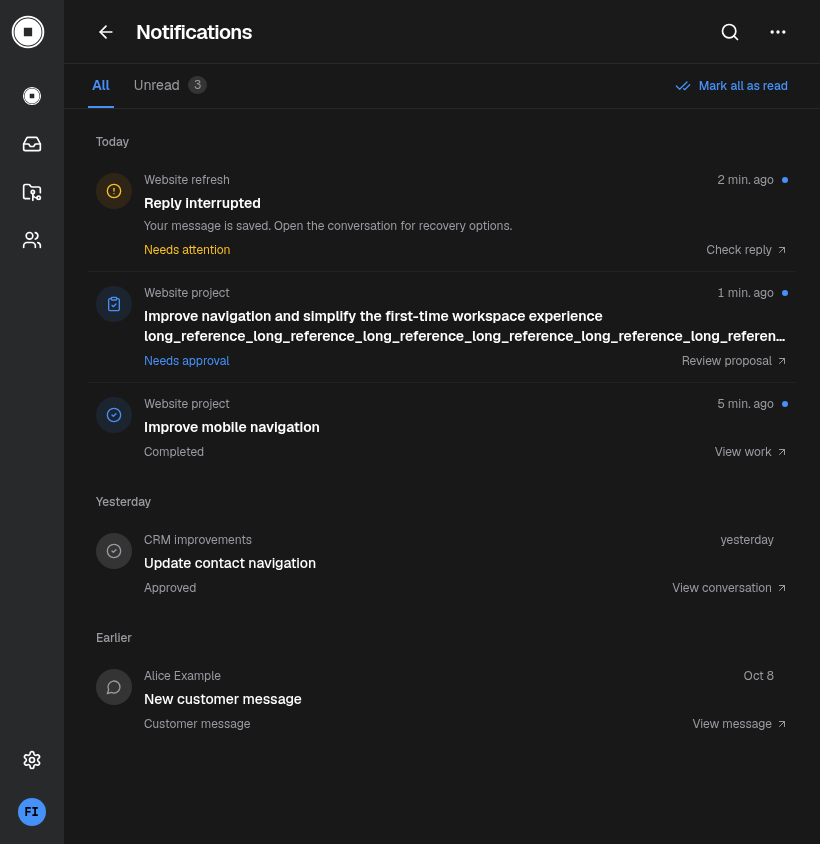 Notifications
All
Unread 3
Mark all as read
Today
Website refresh
2 min. ago
Reply interrupted
Your message is saved. Open the conversation for recovery options.
Needs attention
Check reply
Website project
1 min. ago
Improve navigation and simplify the first-time workspace experience
long_reference_long_reference_long_reference_long_reference_long_reference_long_referen...
Needs approval
Review proposal
Website project
5 min. ago
Improve mobile navigation
Completed
View work
Yesterday
CRM improvements
yesterday
Update contact navigation
Approved
View conversation
Earlier
Alice Example
Oct 8
New customer message
Customer message
View message
FI